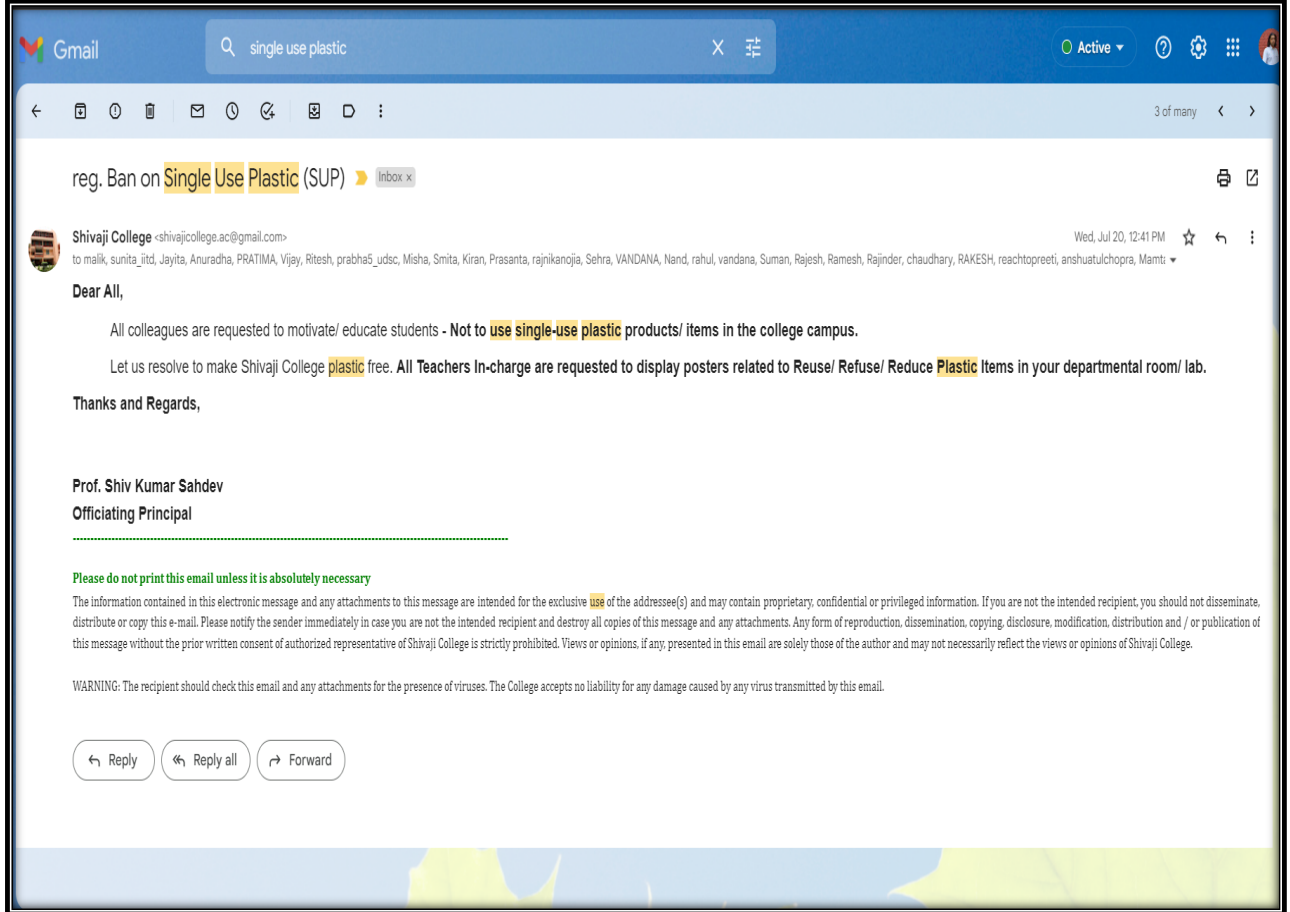 Gmail
single use plastic
Active
3 of many
reg. Ban on Single Use Plastic (SUP)
Inbox x
Shivaji College <shivajicollege.ac@gmail.com>
Wed, Jul 20, 12:41 PM
to malik, sunita_iitd, Jayita, Anuradha, PRATIMA, Vijay, Ritesh, prabha5_udsc, Misha, Smita, Kiran, Prasanta, rajnikanojia, Sehra, VANDANA, Nand, rahul, vandana, Suman, Rajesh, Ramesh, Rajinder, chaudhary, RAKESH, reachtopreeti, anshuatulchopra, Mamta
Dear All,
All colleagues are requested to motivate/ educate students - Not to use single-use plastic products/ items in the college campus.
Let us resolve to make Shivaji College plastic free. All Teachers In-charge are requested to display posters related to Reuse/ Refuse/ Reduce Plastic Items in your departmental room/ lab.
Thanks and Regards,
Prof. Shiv Kumar Sahdev
Officiating Principal
Please do not print this email unless it is absolutely necessary
The information contained in this electronic message and any attachments to this message are intended for the exclusive use of the addressee(s) and may contain proprietary, confidential or privileged information. If you are not the intended recipient, you should not disseminate,
distribute or copy this e-mail. Please notify the sender immediately in case you are not the intended recipient and destroy all copies of this message and any attachments. Any form of reproduction, dissemination, copying, disclosure, modification, distribution and / or publication of
this message without the prior written consent of authorized representative of Shivaji College is strictly prohibited. Views or opinions, if any, presented in this email are solely those of the author and may not necessarily reflect the views or opinions of Shivaji College.
WARNING: The recipient should check this email and any attachments for the presence of viruses. The College accepts no liability for any damage caused by any virus transmitted by this email.
Reply
Reply all
Forward